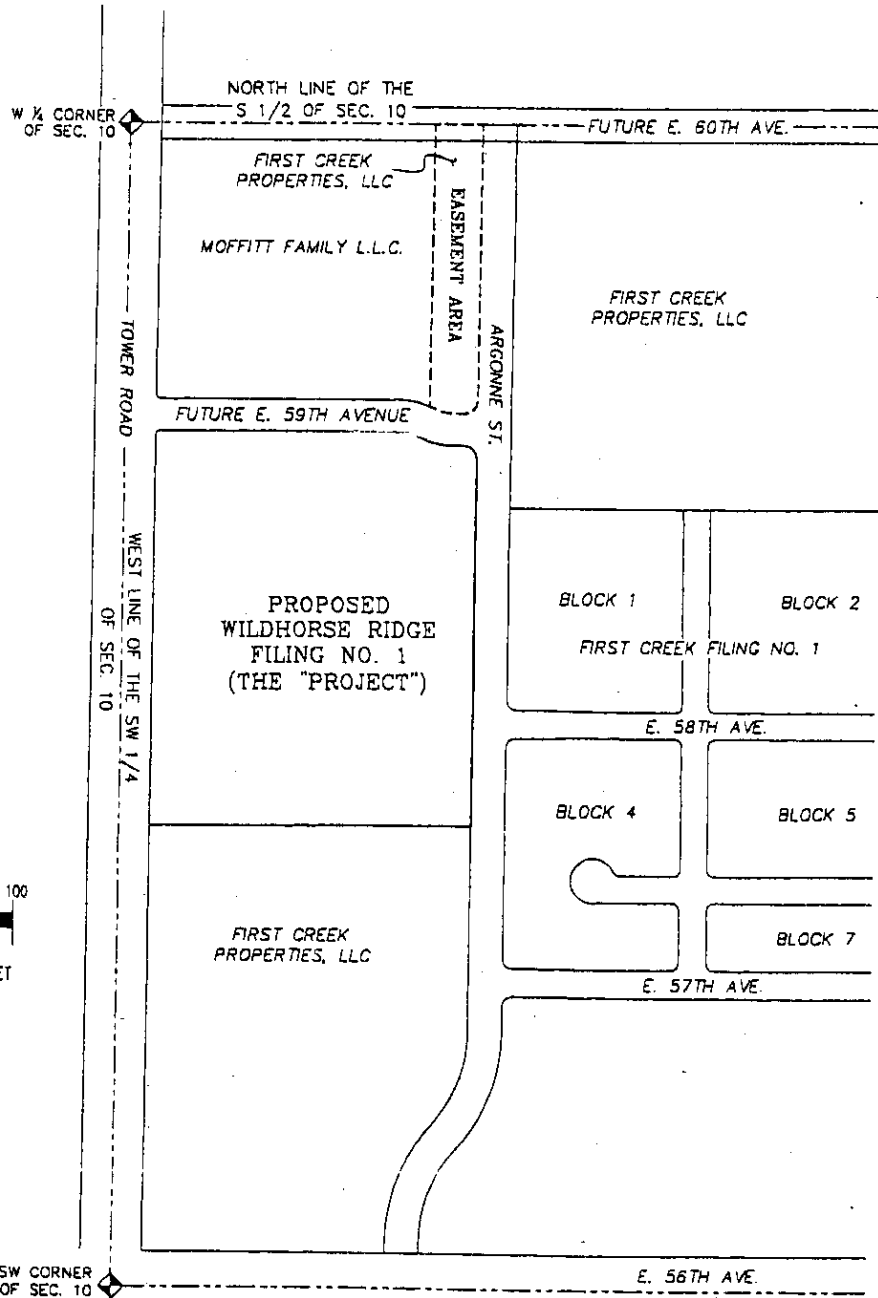 NORTH LINE OF THE
S 1/2 OF SEC. 10
W ¼ CORNER
OF SEC. 10
FUTURE E. 60TH AVE.
FIRST CREEK
PROPERTIES, LLC
EASEMENT AREA
MOFFITT FAMILY L.L.C.
FIRST CREEK
PROPERTIES, LLC
TOWER ROAD
ARGONNE ST.
FUTURE E. 59TH AVENUE
WEST LINE OF THE SW 1/4
OF SEC. 10
PROPOSED
WILDHORSE RIDGE
FILING NO. 1
(THE "PROJECT")
BLOCK 1
BLOCK 2
FIRST CREEK FILING NO. 1
E. 58TH AVE.
BLOCK 4
BLOCK 5
100
ET
FIRST CREEK
PROPERTIES, LLC
BLOCK 7
E. 57TH AVE.
SW CORNER
OF SEC. 10
E. 56TH AVE.